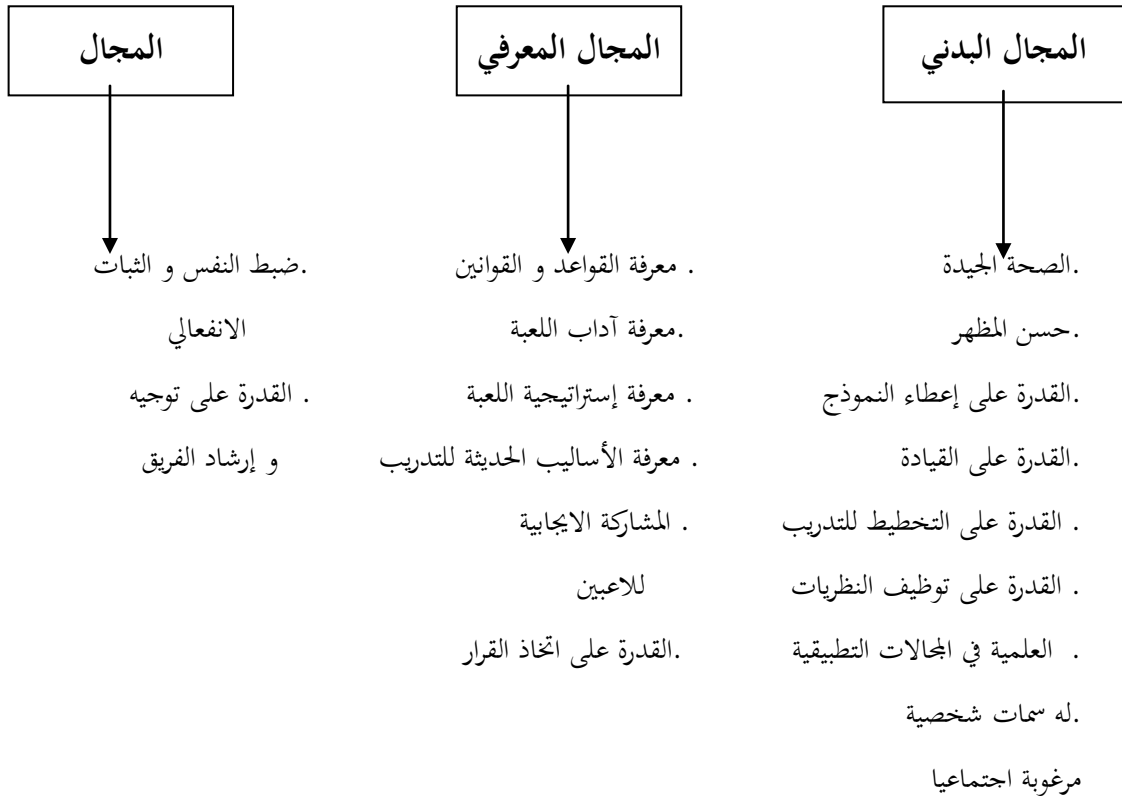 المجال البدني
المجال المعرفي
المجال
.الصحة الجيدة
.حسن المظهر
.القدرة على إعطاء النموذج
.القدرة على القيادة
. القدرة على التخطيط للتدريب
. القدرة على توظيف النظريات
. العلمية في المجالات التطبيقية
.له سمات شخصية
مرغوبة اجتماعيا
. معرفة القواعد و القوانين
.معرفة آداب اللعبة
. معرفة إستراتيجية اللعبة
. معرفة الأساليب الحديثة للتدريب
. المشاركة الايجابية
للاعبين
.القدرة على اتخاذ القرار
.ضبط النفس و الثبات
الانفعالي
. القدرة على توجيه
و إرشاد الفريق